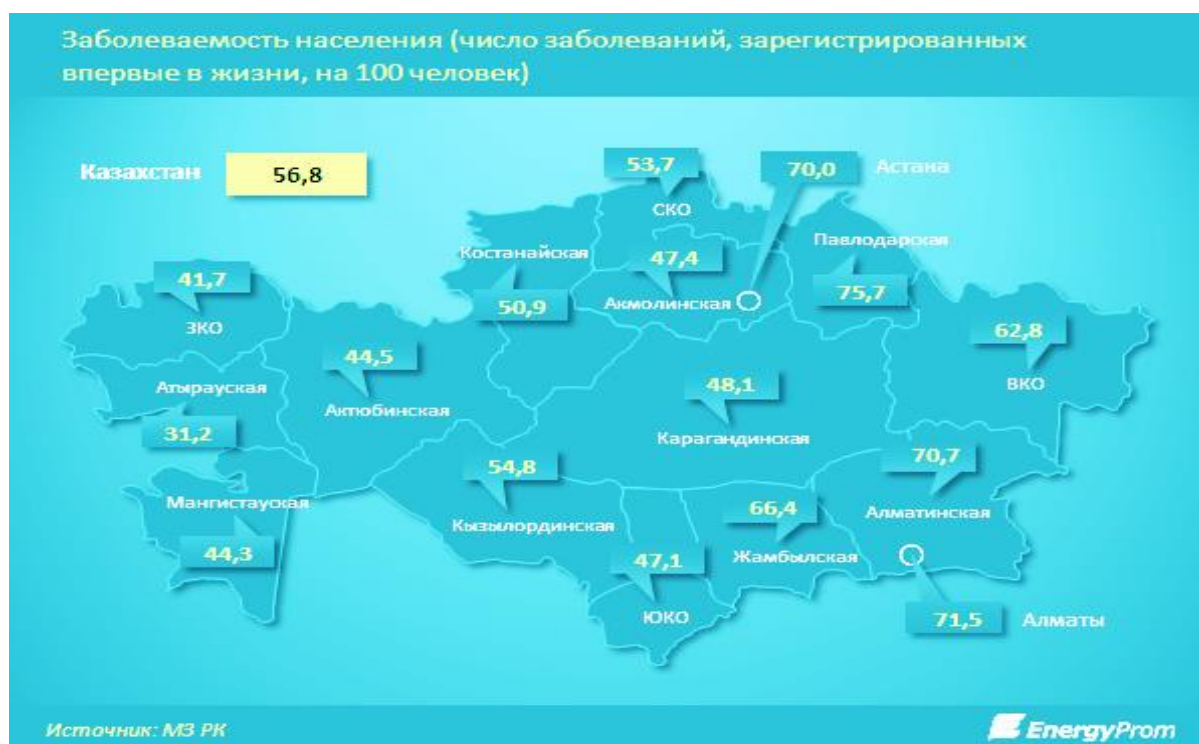 Заболеваемость населения (число заболеваний, зарегистрированных
впервые в жизни, на 100 человек)
Казахстан 56,8
53,7
СКО
70,0 Астана
Костанайская
50,9
47,4
Акмолинская
Павлодарская
75,7
41,7
ЗКО
44,5
Актюбинская
62,8
ВКО
Атырауская
31,2
48,1
Карагандинская
Мангистауская
44,3
54,8
Кызылординская
70,7
Алматинская
66,4
Жамбылская
47,1
ЮКО
71,5 Алматы
Источник: МЗ РК
EnergyProm